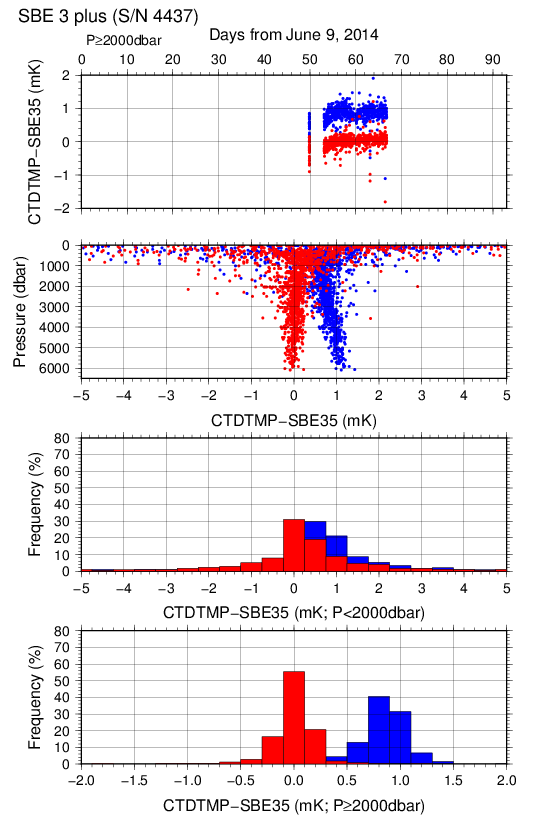 SBE 3 plus (S/N 4437)
P≥2000dbar
Days from June 9, 2014
0 10 20 30 40 50 60 70 80 90
CTDTMP−SBE35 (mK)
2
1
0
−1
−2
Pressure (dbar)
0
1000
2000
3000
4000
5000
6000
−5 −4 −3 −2 −1 0 1 2 3 4 5
CTDTMP−SBE35 (mK)
Frequency (%)
80
70
60
50
40
30
20
10
0
−5 −4 −3 −2 −1 0 1 2 3 4 5
CTDTMP−SBE35 (mK; P<2000dbar)
Frequency (%)
80
70
60
50
40
30
20
10
0
−2.0 −1.5 −1.0 −0.5 0.0 0.5 1.0 1.5 2.0
CTDTMP−SBE35 (mK; P≥2000dbar)